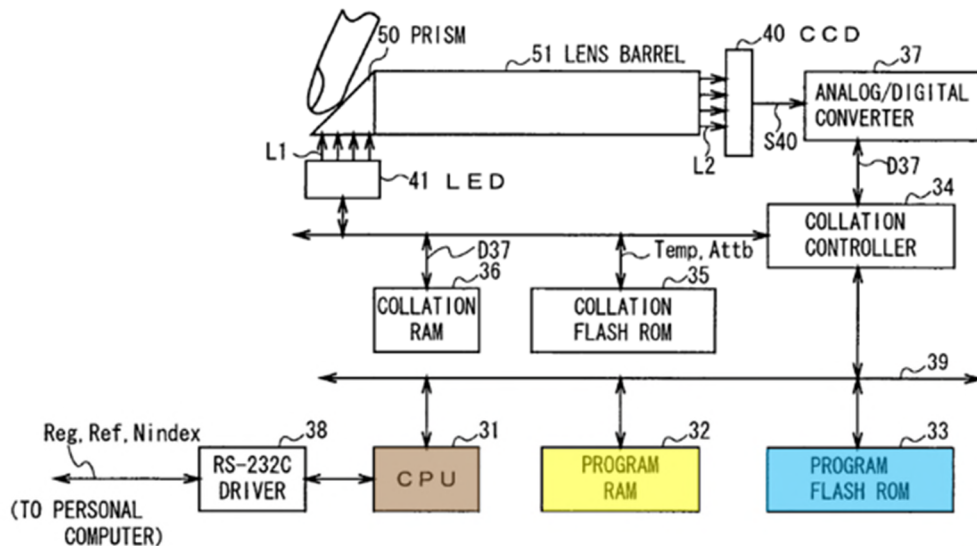 50 PRISM
51 LENS BARREL
40 CCD
37
ANALOG/DIGITAL
CONVERTER
L1
L2
S40
41 LED
D37
34
COLLATION
CONTROLLER
D37
Temp, Attb
36
COLLATION
RAM
35
COLLATION
FLASH ROM
39
Reg, Ref, Nindex
38
RS-232C
DRIVER
31
CPU
32
PROGRAM
RAM
33
PROGRAM
FLASH ROM
(TO PERSONAL
COMPUTER)